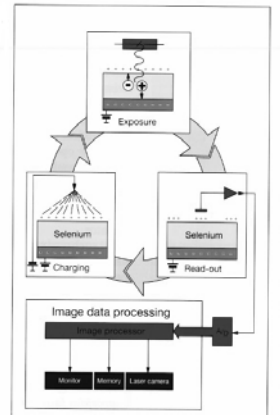 Exposure
Selenium
Charging
Selenium
Read-out
Image data processing
Image processor
Monitor
Memory
Laser camera